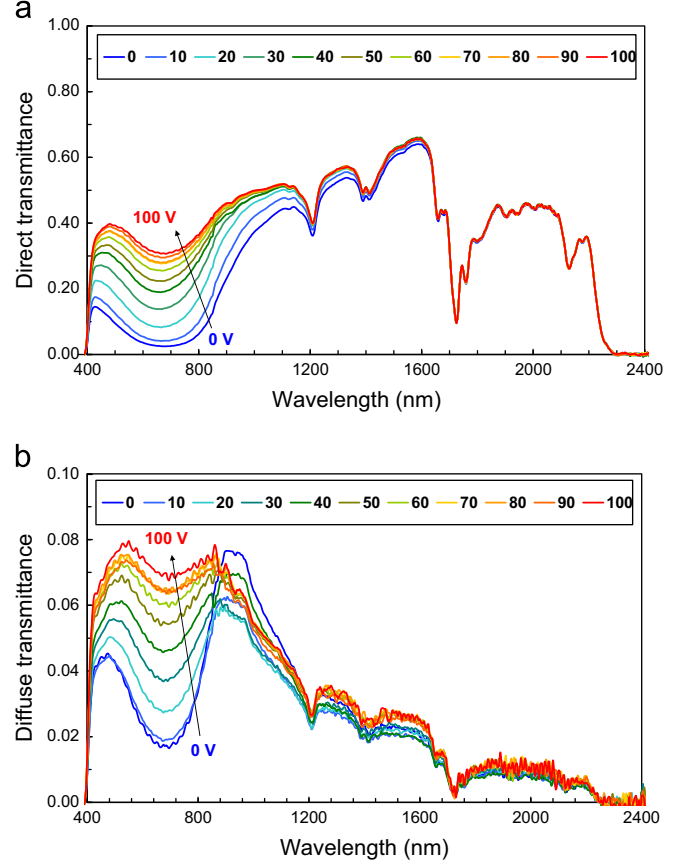 a
1.00
0 10 20 30 40 50 60 70 80 90 100
0.80
0.60
Direct transmittance
0.40
100 V
0.20
0 V
0.00
400 800 1200 1600 2000 2400
Wavelength (nm)
b
0.10
0 10 20 30 40 50 60 70 80 90 100
0.08
100 V
0.06
Diffuse transmittance
0.04
0.02
0 V
0.00
400 800 1200 1600 2000 2400
Wavelength (nm)